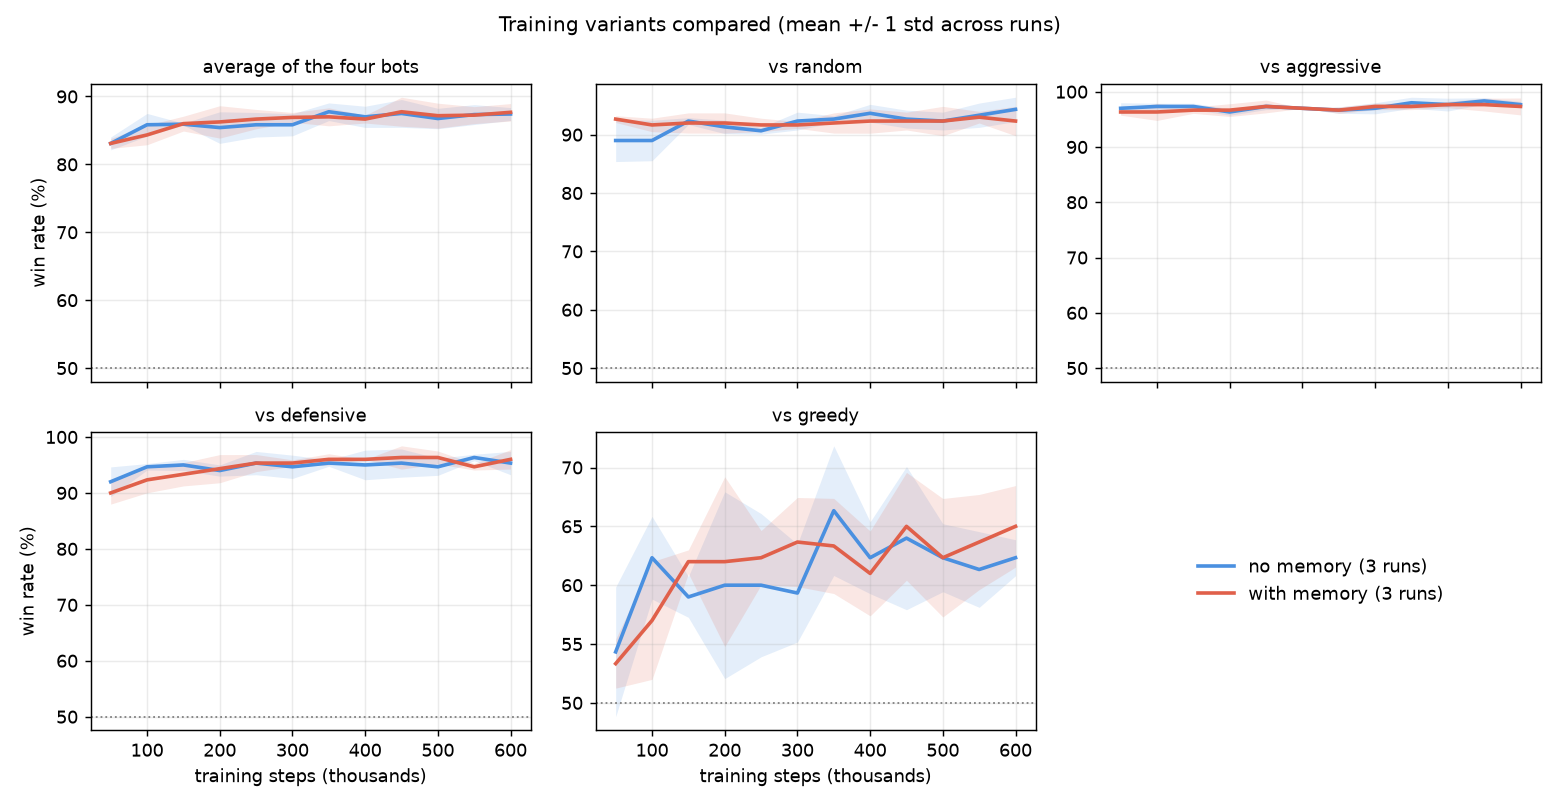 Training variants compared (mean +/- 1 std across runs)
average of the four bots
vs random
vs aggressive
win rate (%)
90
80
70
60
50
90
80
70
60
50
100
90
80
70
60
50
vs defensive
vs greedy
win rate (%)
100
90
80
70
60
50
70
65
60
55
50
no memory (3 runs)
with memory (3 runs)
100 200 300 400 500 600
100 200 300 400 500 600
training steps (thousands)
training steps (thousands)